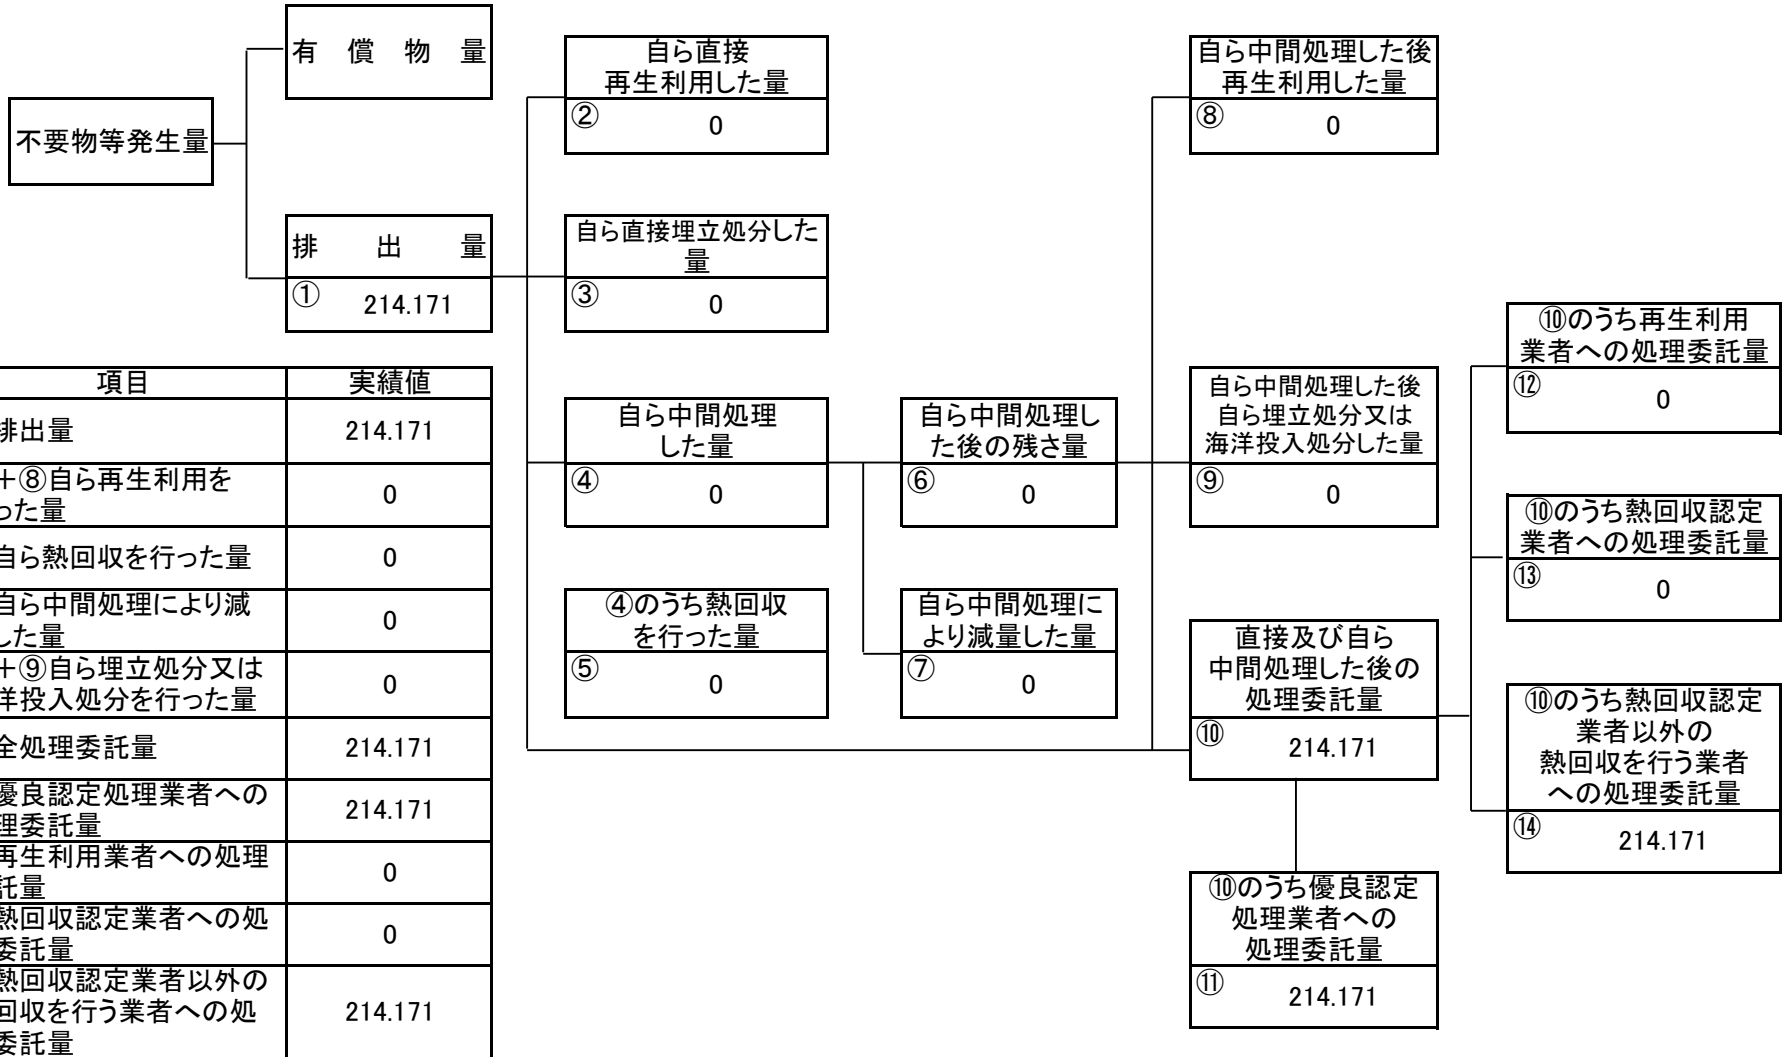 有　償　物　量
不要物等発生量
排　出　量
① 214.171
自ら直接
再生利用した量
② 0
自ら直接埋立処分した
量
③ 0
自ら中間処理
した量
④ 0
④のうち熱回収
を行った量
⑤ 0
自ら中間処理し
た後の残さ量
⑥ 0
自ら中間処理に
より減量した量
⑦ 0
自ら中間処理した後
再生利用した量
⑧ 0
自ら中間処理した後
自ら埋立処分又は
海洋投入処分した量
⑨ 0
直接及び自ら
中間処理した後の
処理委託量
⑩ 214.171
⑩のうち優良認定
処理業者への
処理委託量
⑪ 214.171
⑩のうち再生利用
業者への処理委託量
⑫ 0
⑩のうち熱回収認定
業者への処理委託量
⑬ 0
⑩のうち熱回収認定
業者以外の
熱回収を行う業者
への処理委託量
⑭ 214.171
項目 実績値
排出量 214.171
＋⑧自ら再生利用を
った量 0
自ら熱回収を行った量 0
自ら中間処理により減
した量 0
＋⑨自ら埋立処分又は
洋投入処分を行った量 0
全処理委託量 214.171
優良認定処理業者への
理委託量 214.171
再生利用業者への処理
託量 0
熱回収認定業者への処
委託量 0
熱回収認定業者以外の
回収を行う業者への処
委託量 214.171